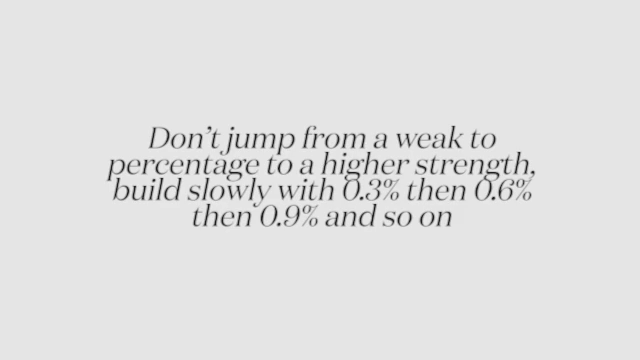 Don't jump from a weak to
percentage to a higher strength,
build slowly with 0.3% then 0.6%
then 0.9% and so on